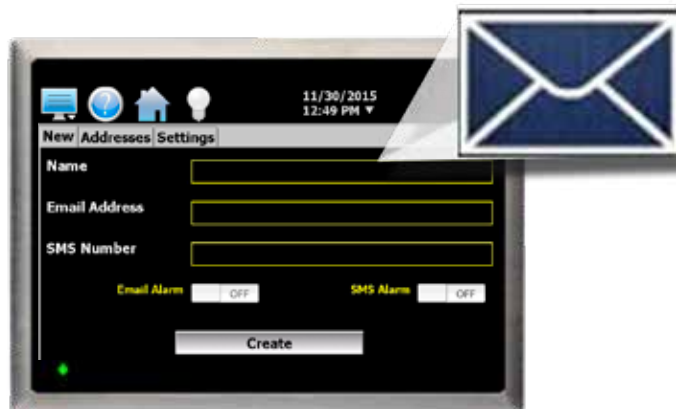 11/30/2015
12:49 PM ▼
New Addresses Settings
Name
Email Address
SMS Number
Email Alarm OFF SMS Alarm OFF
Create